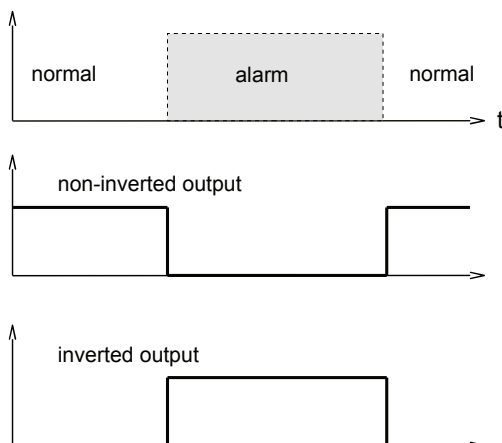 normal alarm normal
t
non-inverted output
inverted output